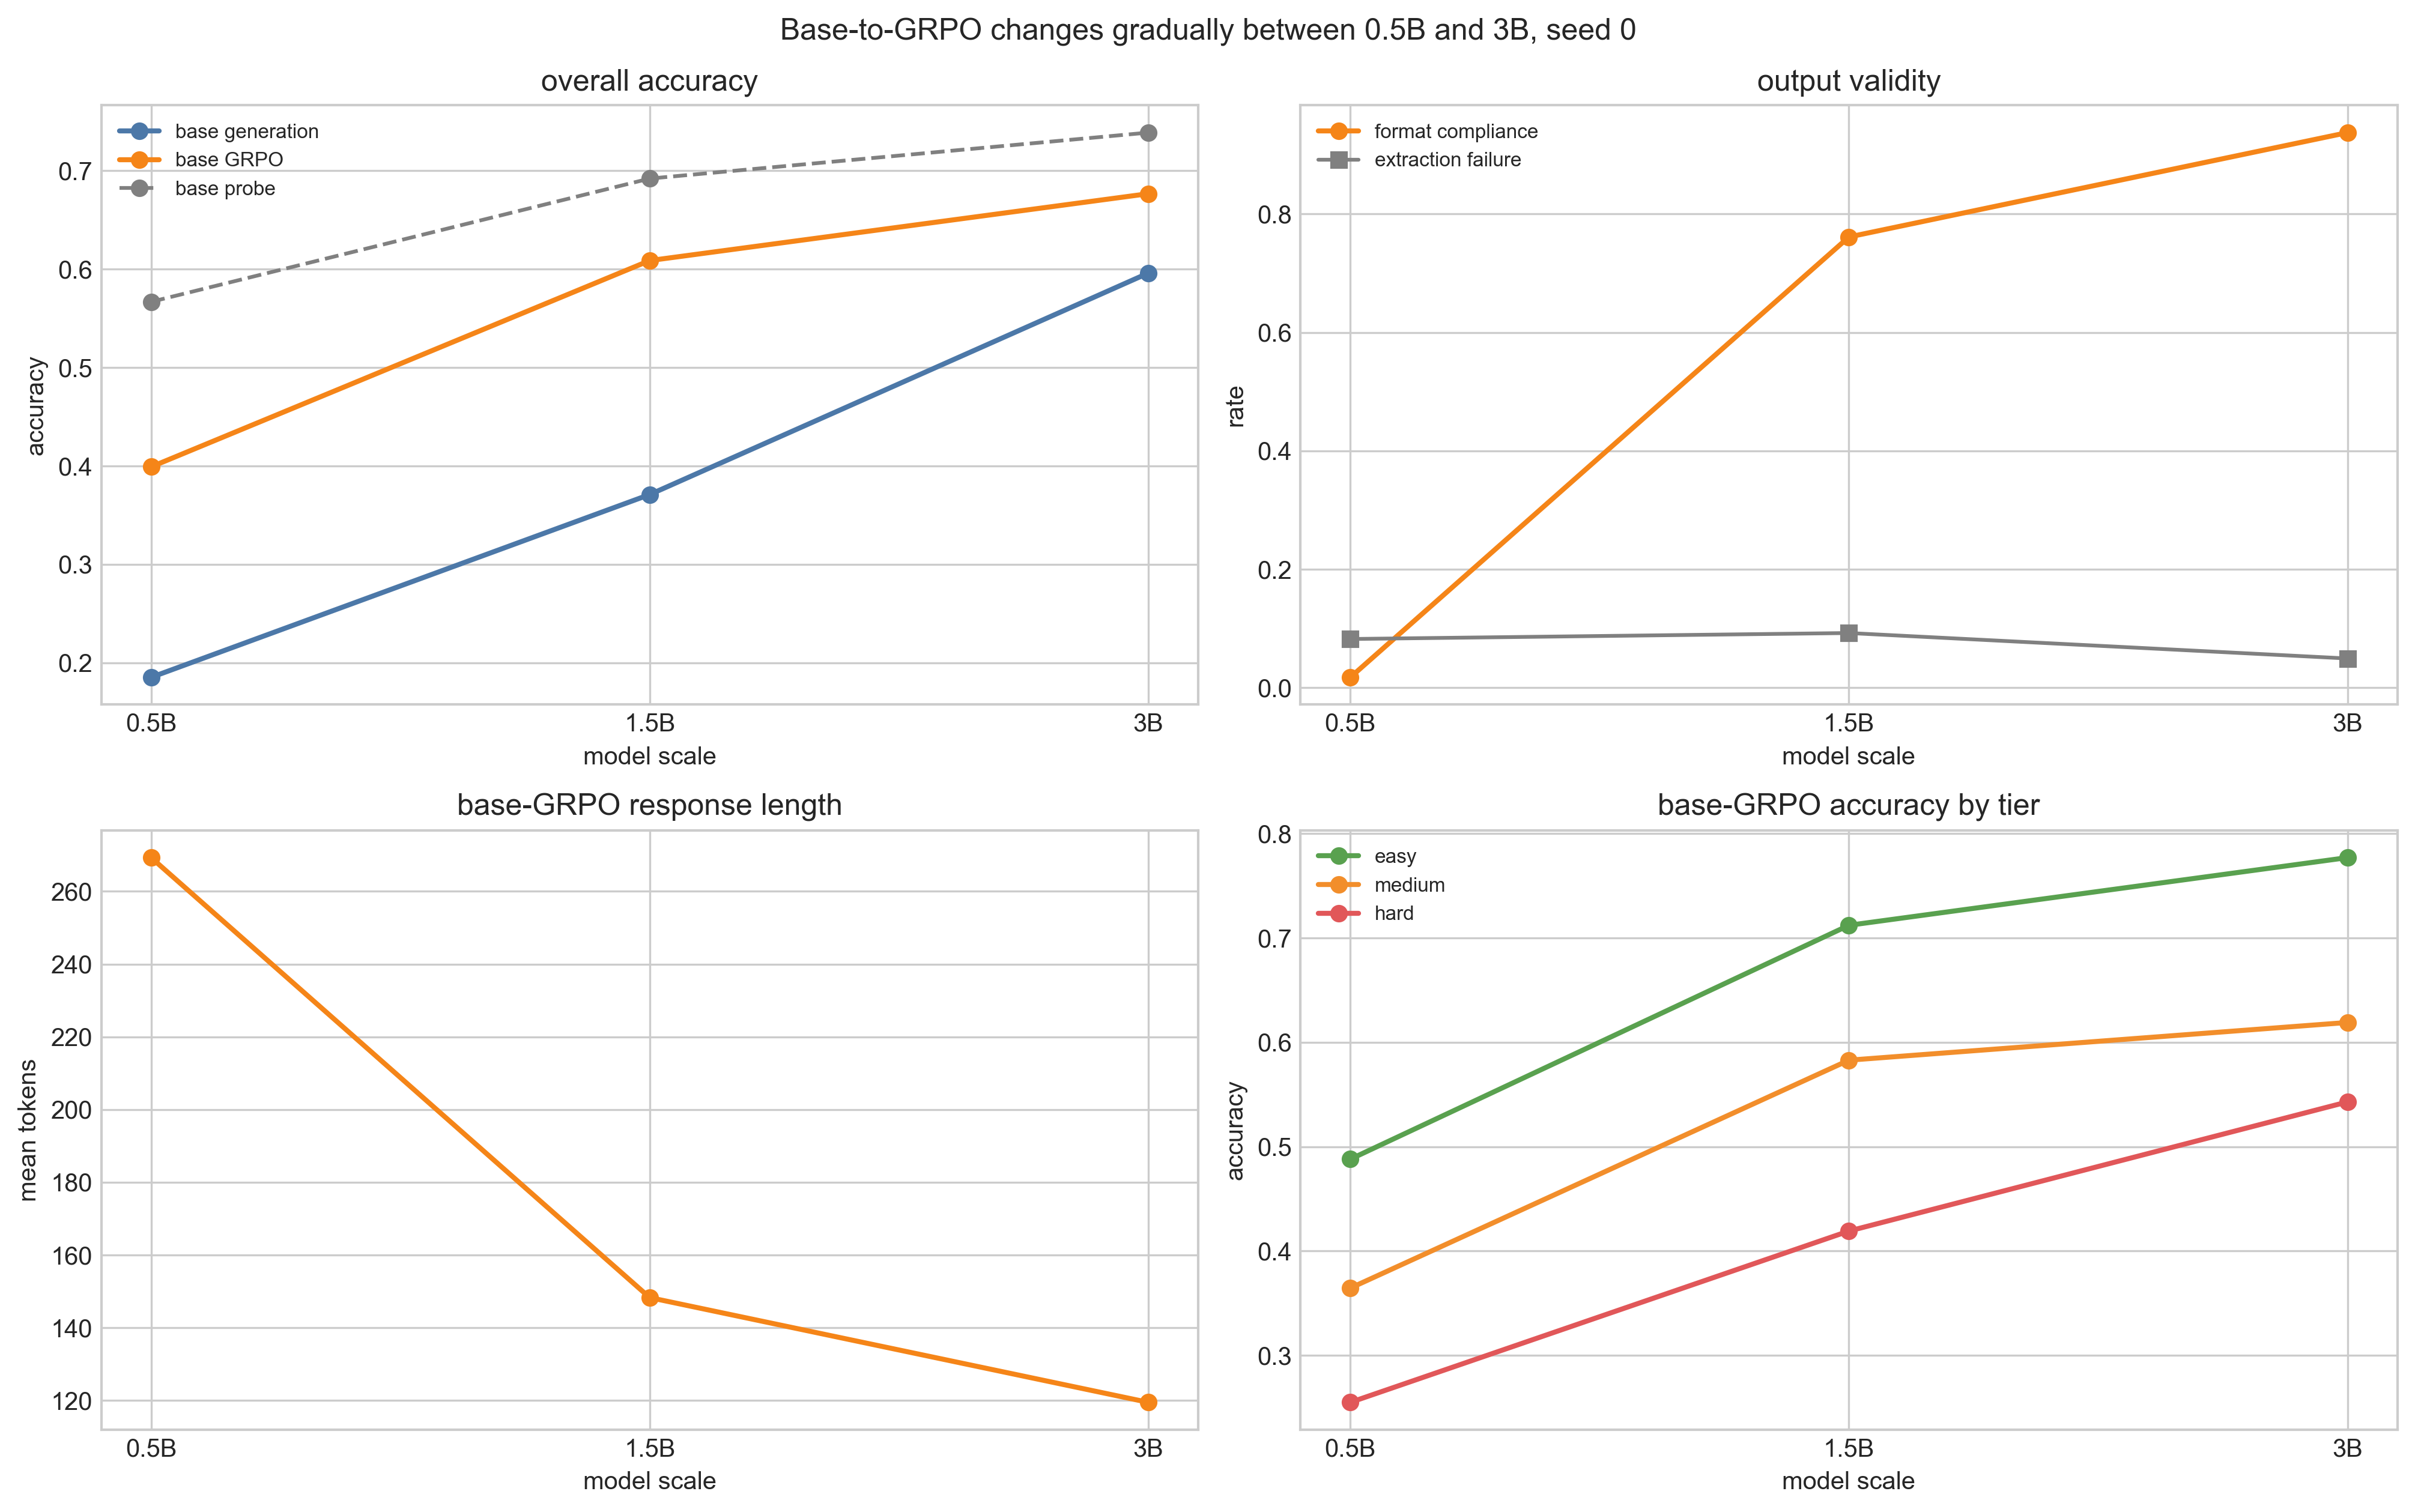 Base-to-GRPO changes gradually between 0.5B and 3B, seed 0
overall accuracy
base generation
base GRPO
base probe
accuracy
0.7
0.6
0.5
0.4
0.3
0.2
0.5B 1.5B 3B
model scale
output validity
format compliance
extraction failure
rate
0.8
0.6
0.4
0.2
0.0
0.5B 1.5B 3B
model scale
base-GRPO response length
mean tokens
260
240
220
200
180
160
140
120
0.5B 1.5B 3B
model scale
base-GRPO accuracy by tier
easy
medium
hard
accuracy
0.8
0.7
0.6
0.5
0.4
0.3
0.5B 1.5B 3B
model scale